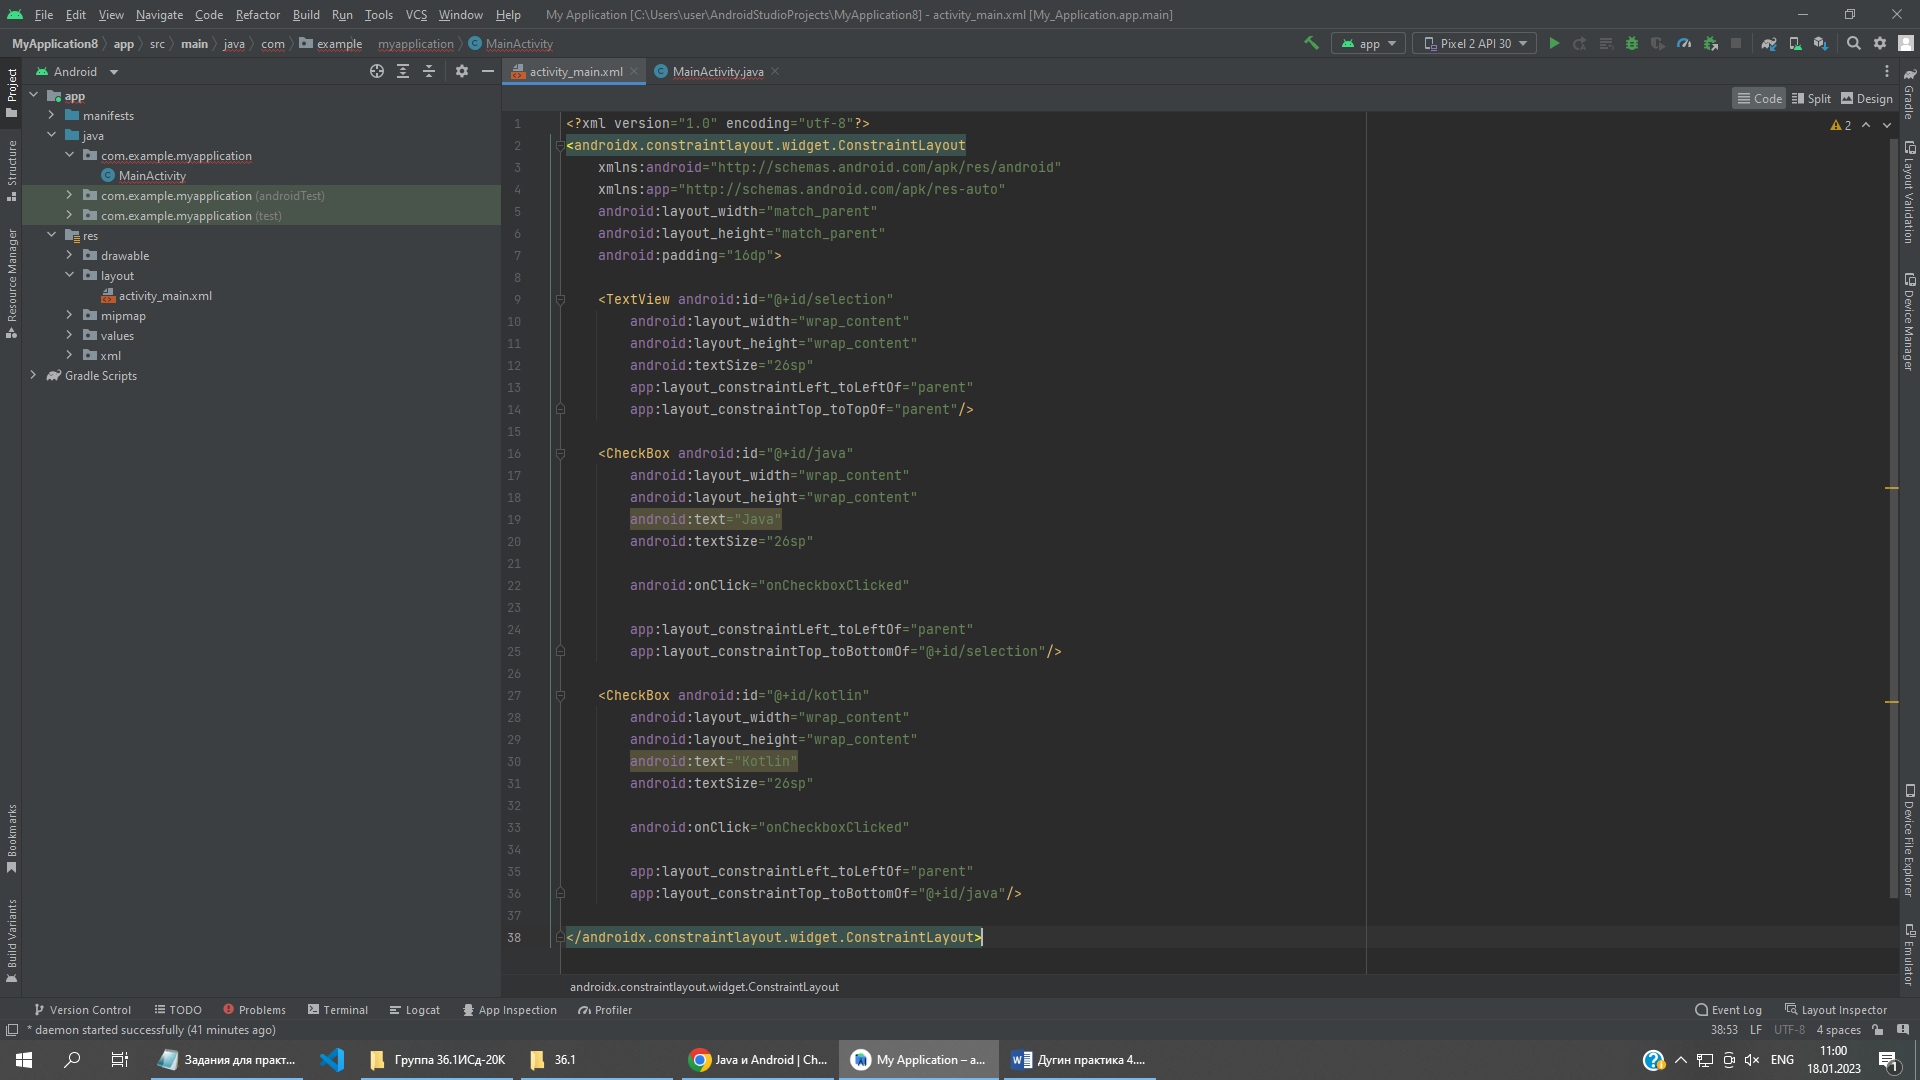 File Edit View Navigate Code Refactor Build Run Tools VCS Window Help My Application [C:\Users\user\AndroidStudioProjects\MyApplication8] - activity_main.xml [My_Application.app.main]
MyApplication8 app src main java com example myapplication MainActivity app Pixel 2 API 30
Android activity_main.xml MainActivity.java
Code Split Design
Project
Structure
Resource Manager
Bookmarks
Build Variants
app
manifests
java
com.example.myapplication
MainActivity
com.example.myapplication (androidTest)
com.example.myapplication (test)
res
drawable
layout
activity_main.xml
mipmap
values
xml
Gradle Scripts
2
1 <?xml version="1.0" encoding="utf-8"?>
2 <androidx.constraintlayout.widget.ConstraintLayout
3 xmlns:android="http://schemas.android.com/apk/res/android"
4 xmlns:app="http://schemas.android.com/apk/res-auto"
5 android:layout_width="match_parent"
6 android:layout_height="match_parent"
7 android:padding="16dp">
8
9 <TextView android:id="@+id/selection"
10 android:layout_width="wrap_content"
11 android:layout_height="wrap_content"
12 android:textSize="26sp"
13 app:layout_constraintLeft_toLeftOf="parent"
14 app:layout_constraintTop_toTopOf="parent"/>
15
16 <CheckBox android:id="@+id/java"
17 android:layout_width="wrap_content"
18 android:layout_height="wrap_content"
19 android:text="Java"
20 android:textSize="26sp"
21
22 android:onClick="onCheckboxClicked"
23
24 app:layout_constraintLeft_toLeftOf="parent"
25 app:layout_constraintTop_toBottomOf="@+id/selection"/>
26
27 <CheckBox android:id="@+id/kotlin"
28 android:layout_width="wrap_content"
29 android:layout_height="wrap_content"
30 android:text="Kotlin"
31 android:textSize="26sp"
32
33 android:onClick="onCheckboxClicked"
34
35 app:layout_constraintLeft_toLeftOf="parent"
36 app:layout_constraintTop_toBottomOf="@+id/java"/>
37
38 </androidx.constraintlayout.widget.ConstraintLayout>
androidx.constraintlayout.widget.ConstraintLayout
Gradle
Layout Validation
Device Manager
Device File Explorer
Emulator
Version Control TODO Problems Terminal Logcat App Inspection Profiler Event Log Layout Inspector
* daemon started successfully (41 minutes ago) 38:53 LF UTF-8 4 spaces
Задания для практ... Группа 36.1ИСд-20К 36.1 Java и Android | Ch... My Application – a... Дугин практика 4.... ENG 11:00 1
18.01.2023